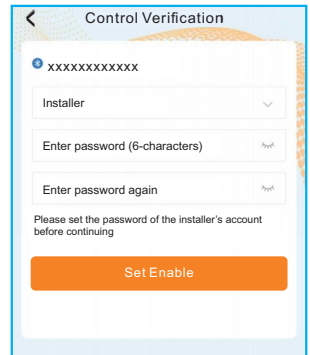 Control Verification
xxxxxxxxxxxx
Installer
Enter password (6-characters)
Enter password again
Please set the password of the installer's account
before continuing
Set Enable